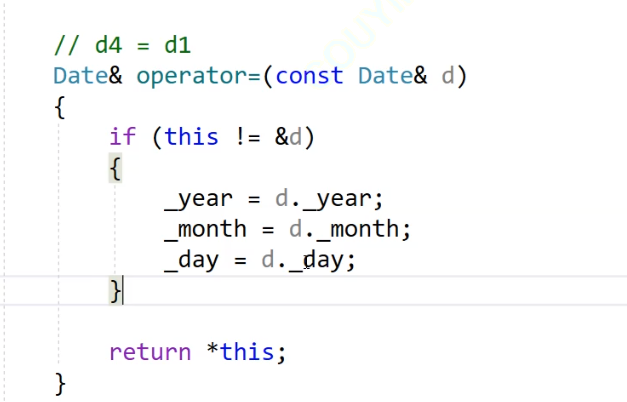 // d4 = d1
Date& operator=(const Date& d)
{
    if (this != &d)
    {
        _year = d._year;
        _month = d._month;
        _day = d._day;
    }

    return *this;
}